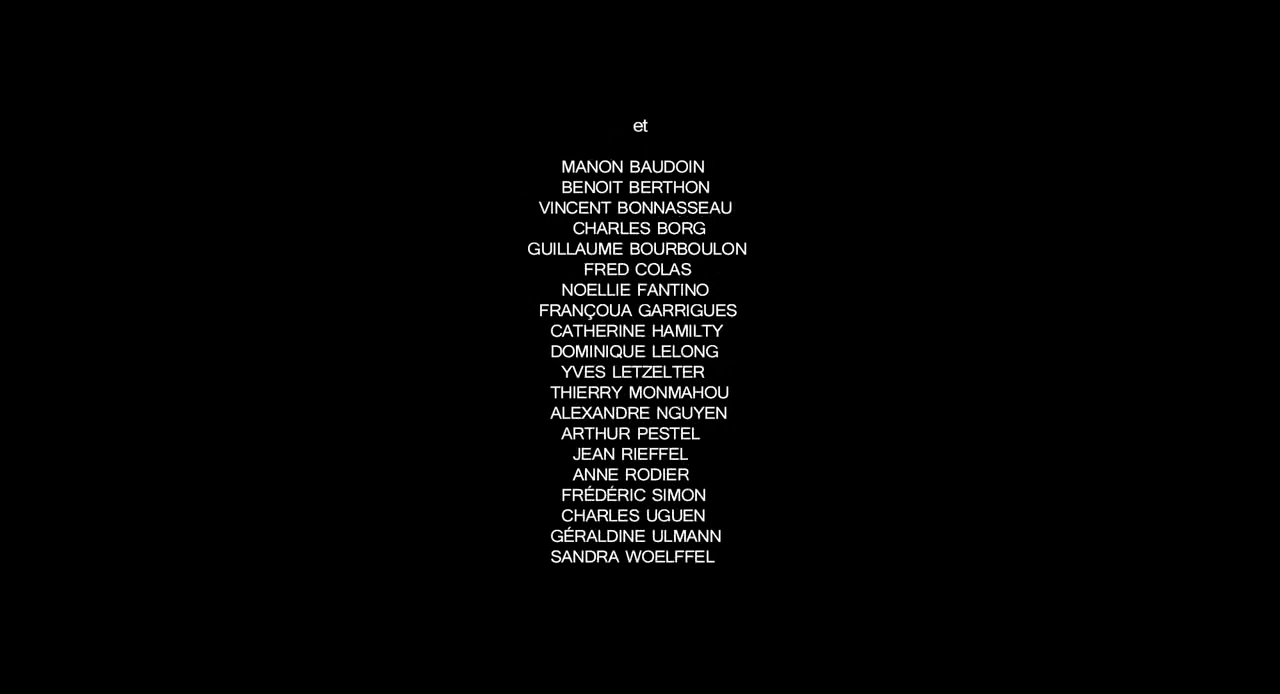 et
MANON BAUDOIN
BENOIT BERTHON
VINCENT BONNASSEAU
CHARLES BORG
GUILLAUME BOURBOULON
FRED COLAS
NOELLIE FANTINO
FRANÇOUA GARRIGUES
CATHERINE HAMILTY
DOMINIQUE LELONG
YVES LETZELTER
THIERRY MONMAHOU
ALEXANDRE NGUYEN
ARTHUR PESTEL
JEAN RIEFFEL
ANNE RODIER
FRÉDÉRIC SIMON
CHARLES UGUEN
GÉRALDINE ULMANN
SANDRA WOELFFEL